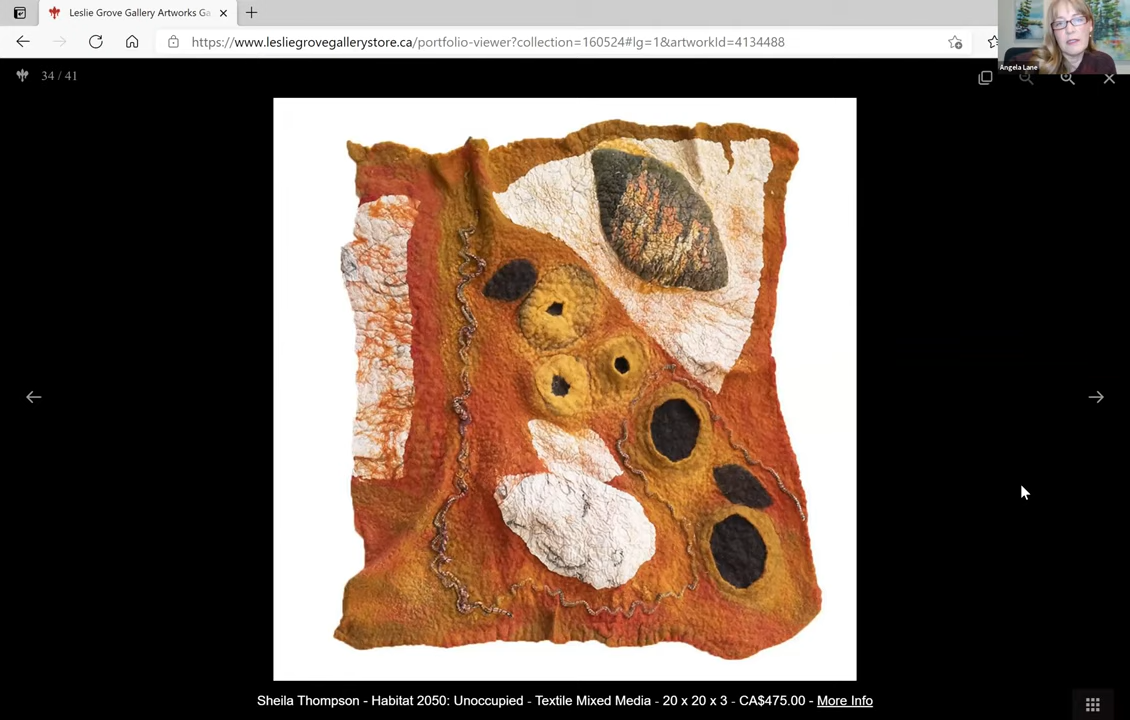 Leslie Grove Gallery Artworks Ga
https://www.lesliegrovegallerystore.ca/portfolio-viewer?collection=160524#lg=1&artworkId=4134488
Angela Lane
34 / 41
Sheila Thompson - Habitat 2050: Unoccupied - Textile Mixed Media - 20 x 20 x 3 - CA$475.00 - More Info